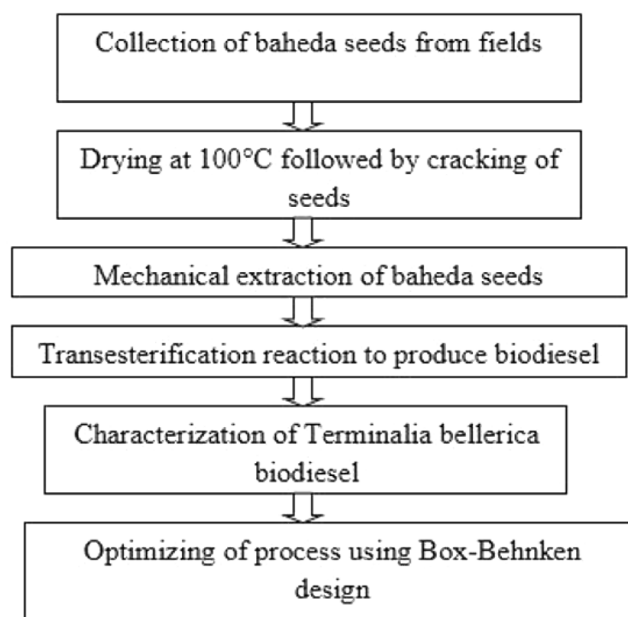 Collection of baheda seeds from fields
Drying at 100°C followed by cracking of
seeds
Mechanical extraction of baheda seeds
Transesterification reaction to produce biodiesel
Characterization of Terminalia bellerica
biodiesel
Optimizing of process using Box-Behnken
design